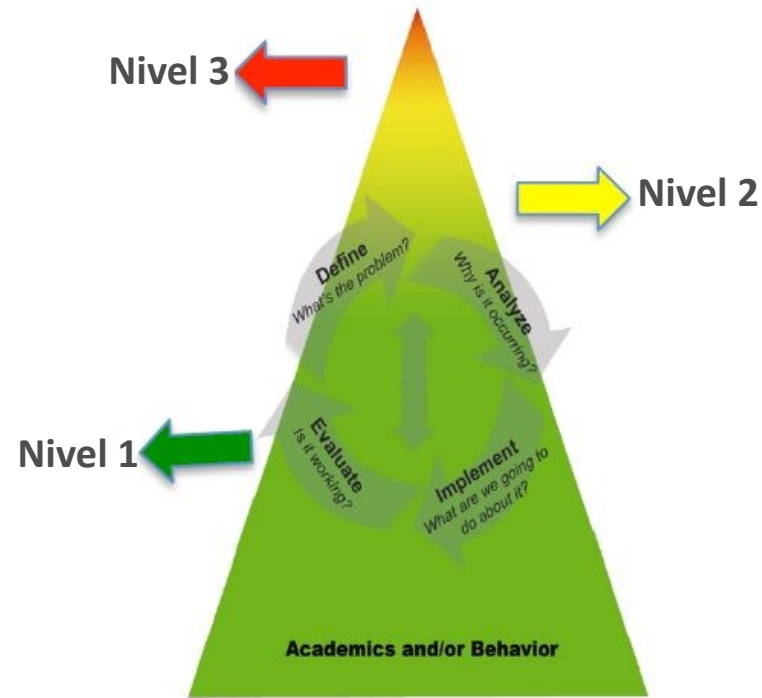 Nivel 3
Nivel 2
Define
What's the problem?
Analyze
Why is it occurring?
Nivel 1
Evaluate
Is it working?
Implement
What are we going to
do about it?
Academics and/or Behavior